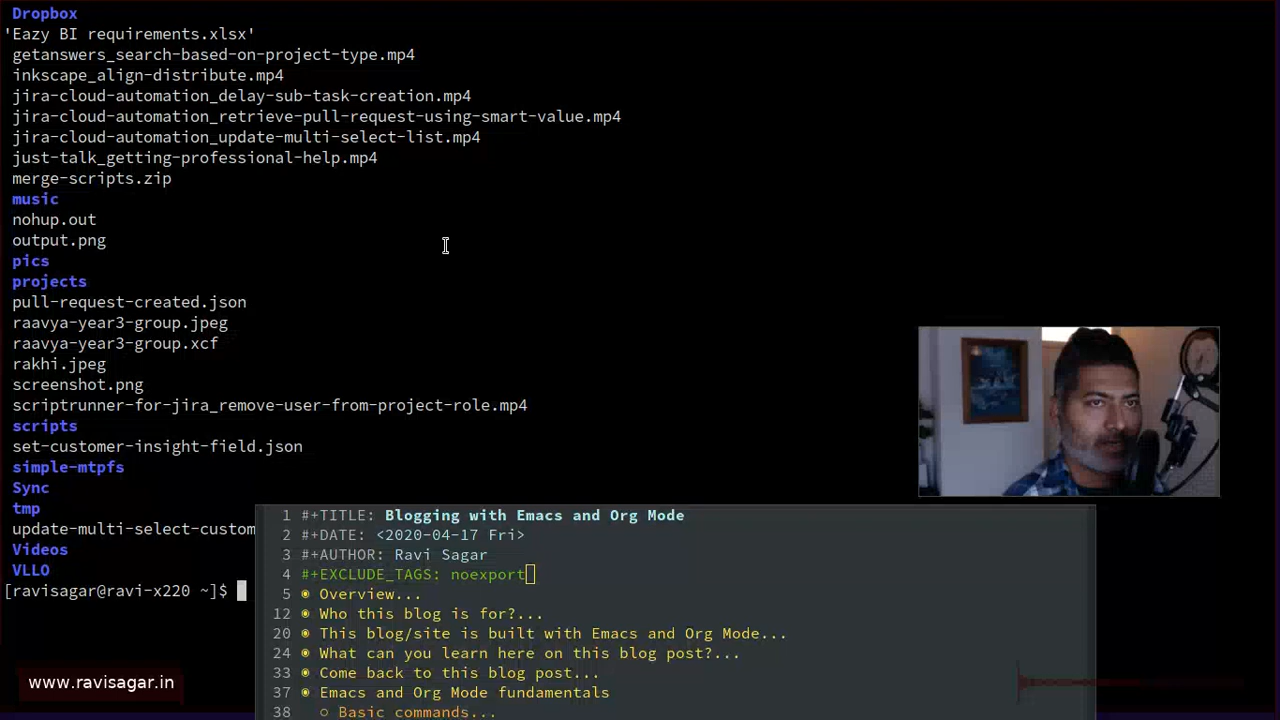 Dropbox
'Eazy BI requirements.xlsx'
getanswers_search-based-on-project-type.mp4
inkscape_align-distribute.mp4
jira-cloud-automation_delay-sub-task-creation.mp4
jira-cloud-automation_retrieve-pull-request-using-smart-value.mp4
jira-cloud-automation_update-multi-select-list.mp4
just-talk_getting-professional-help.mp4
merge-scripts.zip
music
nohup.out
output.png
pics
projects
pull-request-created.json
raavya-year3-group.jpeg
raavya-year3-group.xcf
rakhi.jpeg
screenshot.png
scriptrunner-for-jira_remove-user-from-project-role.mp4
scripts
set-customer-insight-field.json
simple-mtpfs
Sync
tmp
update-multi-select-custom
Videos
VLLO
[ravisagar@ravi-x220 ~]$
1 #+TITLE: Blogging with Emacs and Org Mode
2 #+DATE: <2020-04-17 Fri>
3 #+AUTHOR: Ravi Sagar
4 #+EXCLUDE_TAGS: noexport
5 ◉ Overview...
12 ◉ Who this blog is for?...
20 ◉ This blog/site is built with Emacs and Org Mode...
24 ◉ What can you learn here on this blog post?...
33 ◉ Come back to this blog post...
37 ◉ Emacs and Org Mode fundamentals
38 ○ Basic commands...
www.ravisagar.in